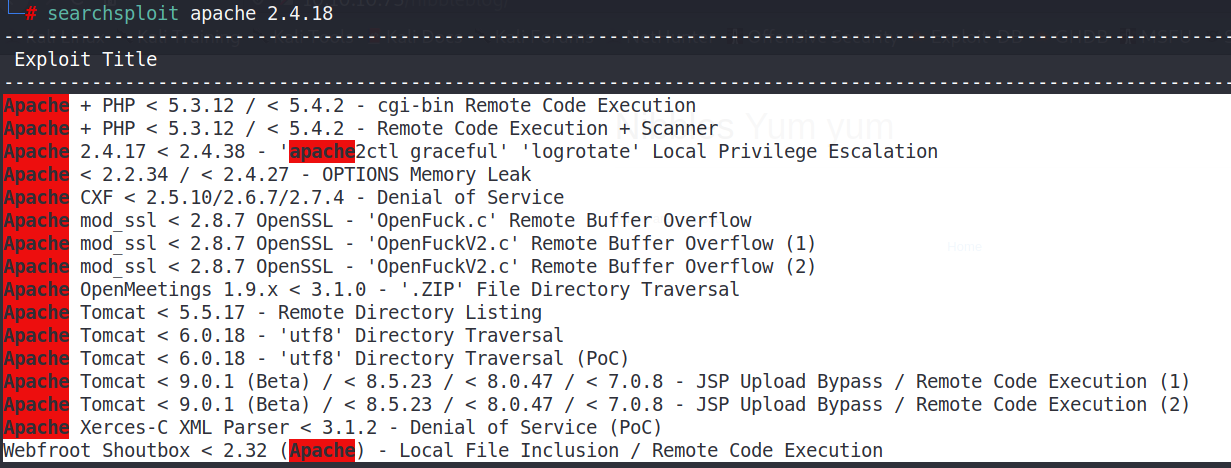 # searchsploit apache 2.4.18
Exploit Title
Apache + PHP < 5.3.12 / < 5.4.2 - cgi-bin Remote Code Execution
Apache + PHP < 5.3.12 / < 5.4.2 - Remote Code Execution + Scanner
Nibbles Yum yum
Apache 2.4.17 < 2.4.38 - 'apache2ctl graceful' 'logrotate' Local Privilege Escalation
Apache < 2.2.34 / < 2.4.27 - OPTIONS Memory Leak
Apache CXF < 2.5.10/2.6.7/2.7.4 - Denial of Service
Apache mod_ssl < 2.8.7 OpenSSL - 'OpenFuck.c' Remote Buffer Overflow
Apache mod_ssl < 2.8.7 OpenSSL - 'OpenFuckV2.c' Remote Buffer Overflow (1)
Home
Apache mod_ssl < 2.8.7 OpenSSL - 'OpenFuckV2.c' Remote Buffer Overflow (2)
Apache OpenMeetings 1.9.x < 3.1.0 - '.ZIP' File Directory Traversal
Apache Tomcat < 5.5.17 - Remote Directory Listing
Apache Tomcat < 6.0.18 - 'utf8' Directory Traversal
Apache Tomcat < 6.0.18 - 'utf8' Directory Traversal (PoC)
Apache Tomcat < 9.0.1 (Beta) / < 8.5.23 / < 8.0.47 / < 7.0.8 - JSP Upload Bypass / Remote Code Execution (1)
Apache Tomcat < 9.0.1 (Beta) / < 8.5.23 / < 8.0.47 / < 7.0.8 - JSP Upload Bypass / Remote Code Execution (2)
Apache Xerces-C XML Parser < 3.1.2 - Denial of Service (PoC)
Webfroot Shoutbox < 2.32 (Apache) - Local File Inclusion / Remote Code Execution